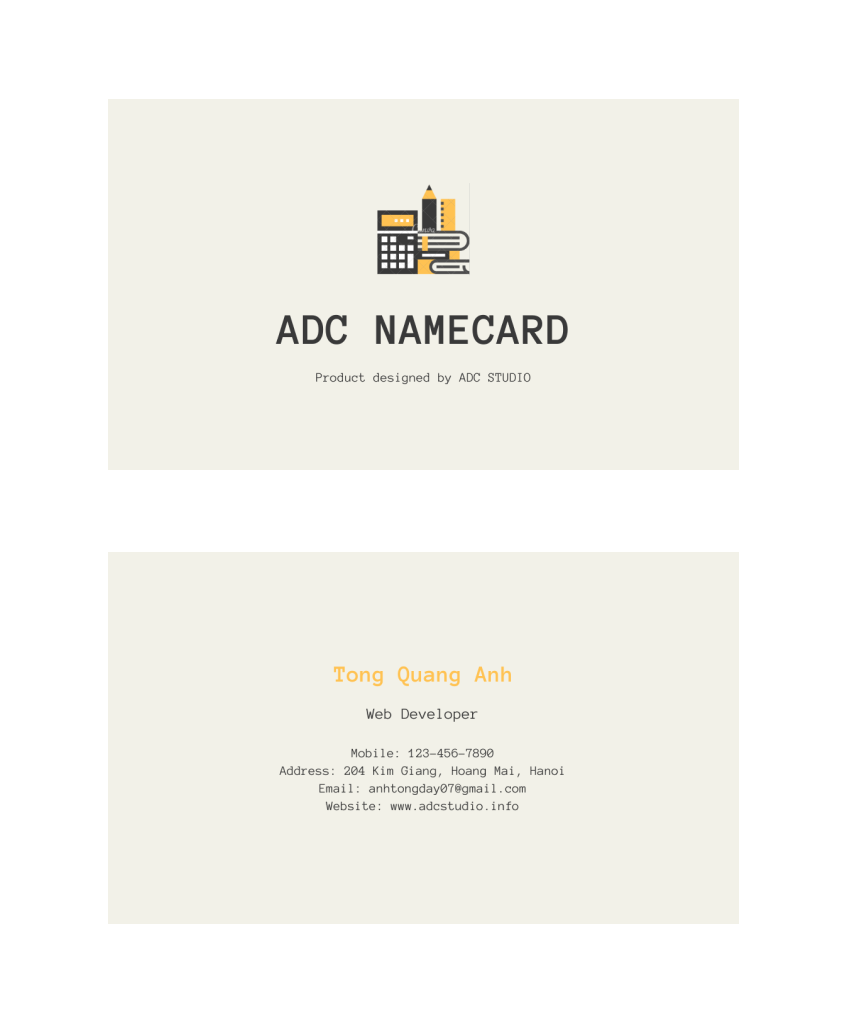 ADC NAMECARD
Product designed by ADC STUDIO
Tong Quang Anh
Web Developer
Mobile: 123-456-7890
Address: 204 Kim Giang, Hoang Mai, Hanoi
Email: anhtongday07@gmail.com
Website: www.adcstudio.info